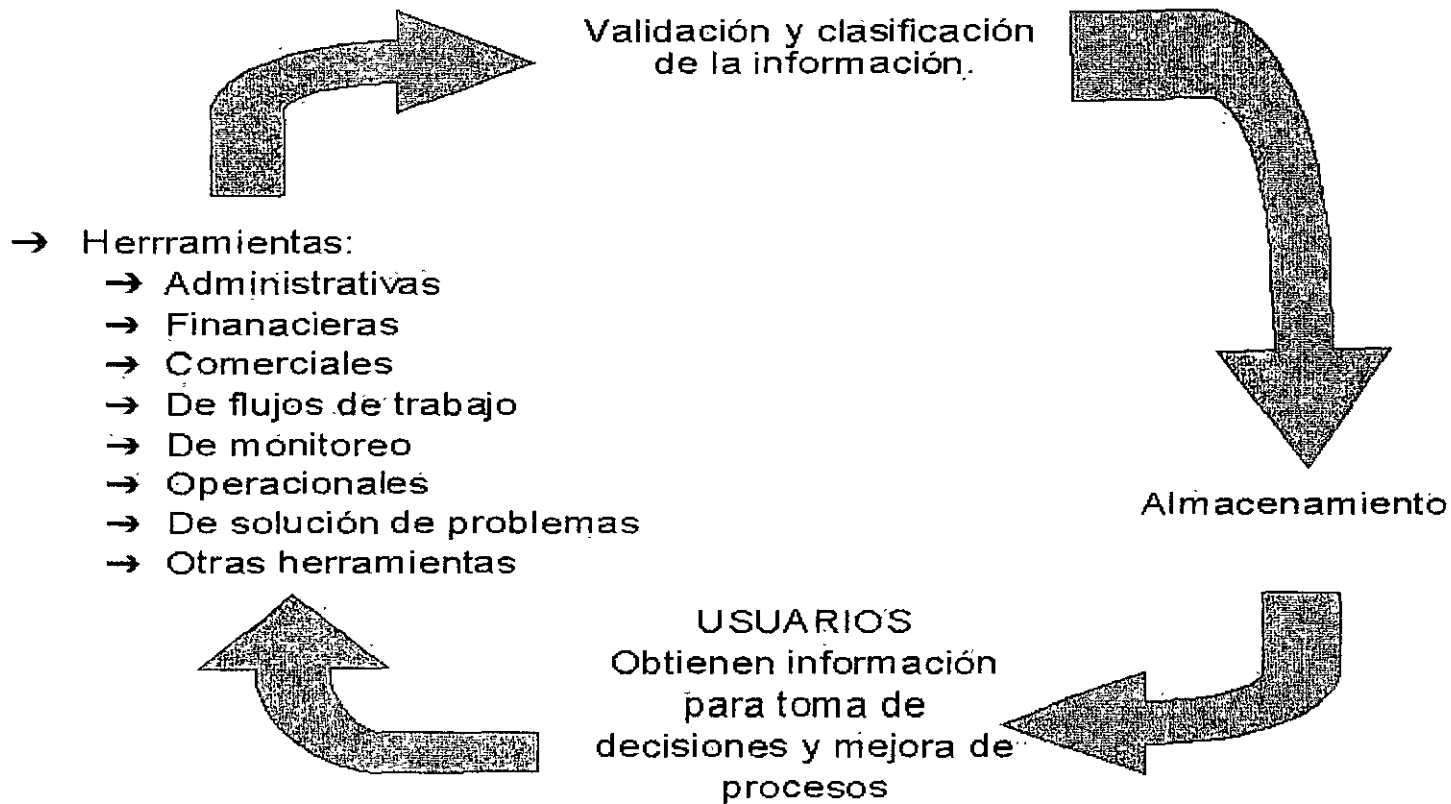 Validación y clasificación
de la información.
→ Herrramientas:
→ Administrativas
→ Finanacieras
→ Comerciales
→ De flujos de trabajo
→ De monitoreo
→ Operacionales
→ De solución de problemas
→ Otras herramientas
Almacenamiento
USUARIOS
Obtienen información
para toma de
decisiones y mejora de
procesos